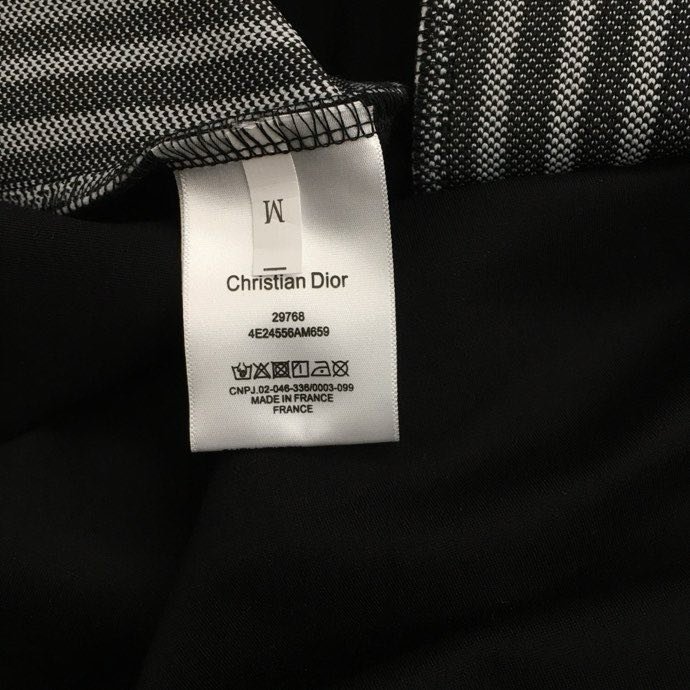 M
Christian Dior
29768
4E24556AM659
CNPJ.02-046-336/0003-099
MADE IN FRANCE
FRANCE